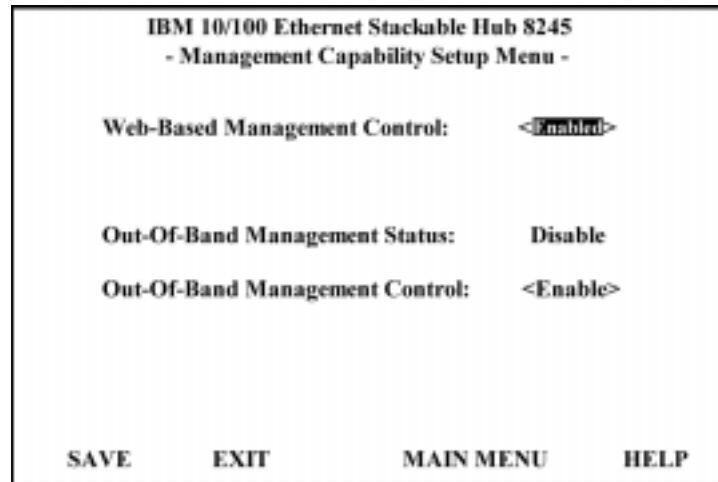 IBM 10/100 Ethernet Stackable Hub 8245
- Management Capability Setup Menu -
Web-Based Management Control: <Enabled>
Out-Of-Band Management Status: Disable
Out-Of-Band Management Control: <Enable>
SAVE EXIT MAIN MENU HELP